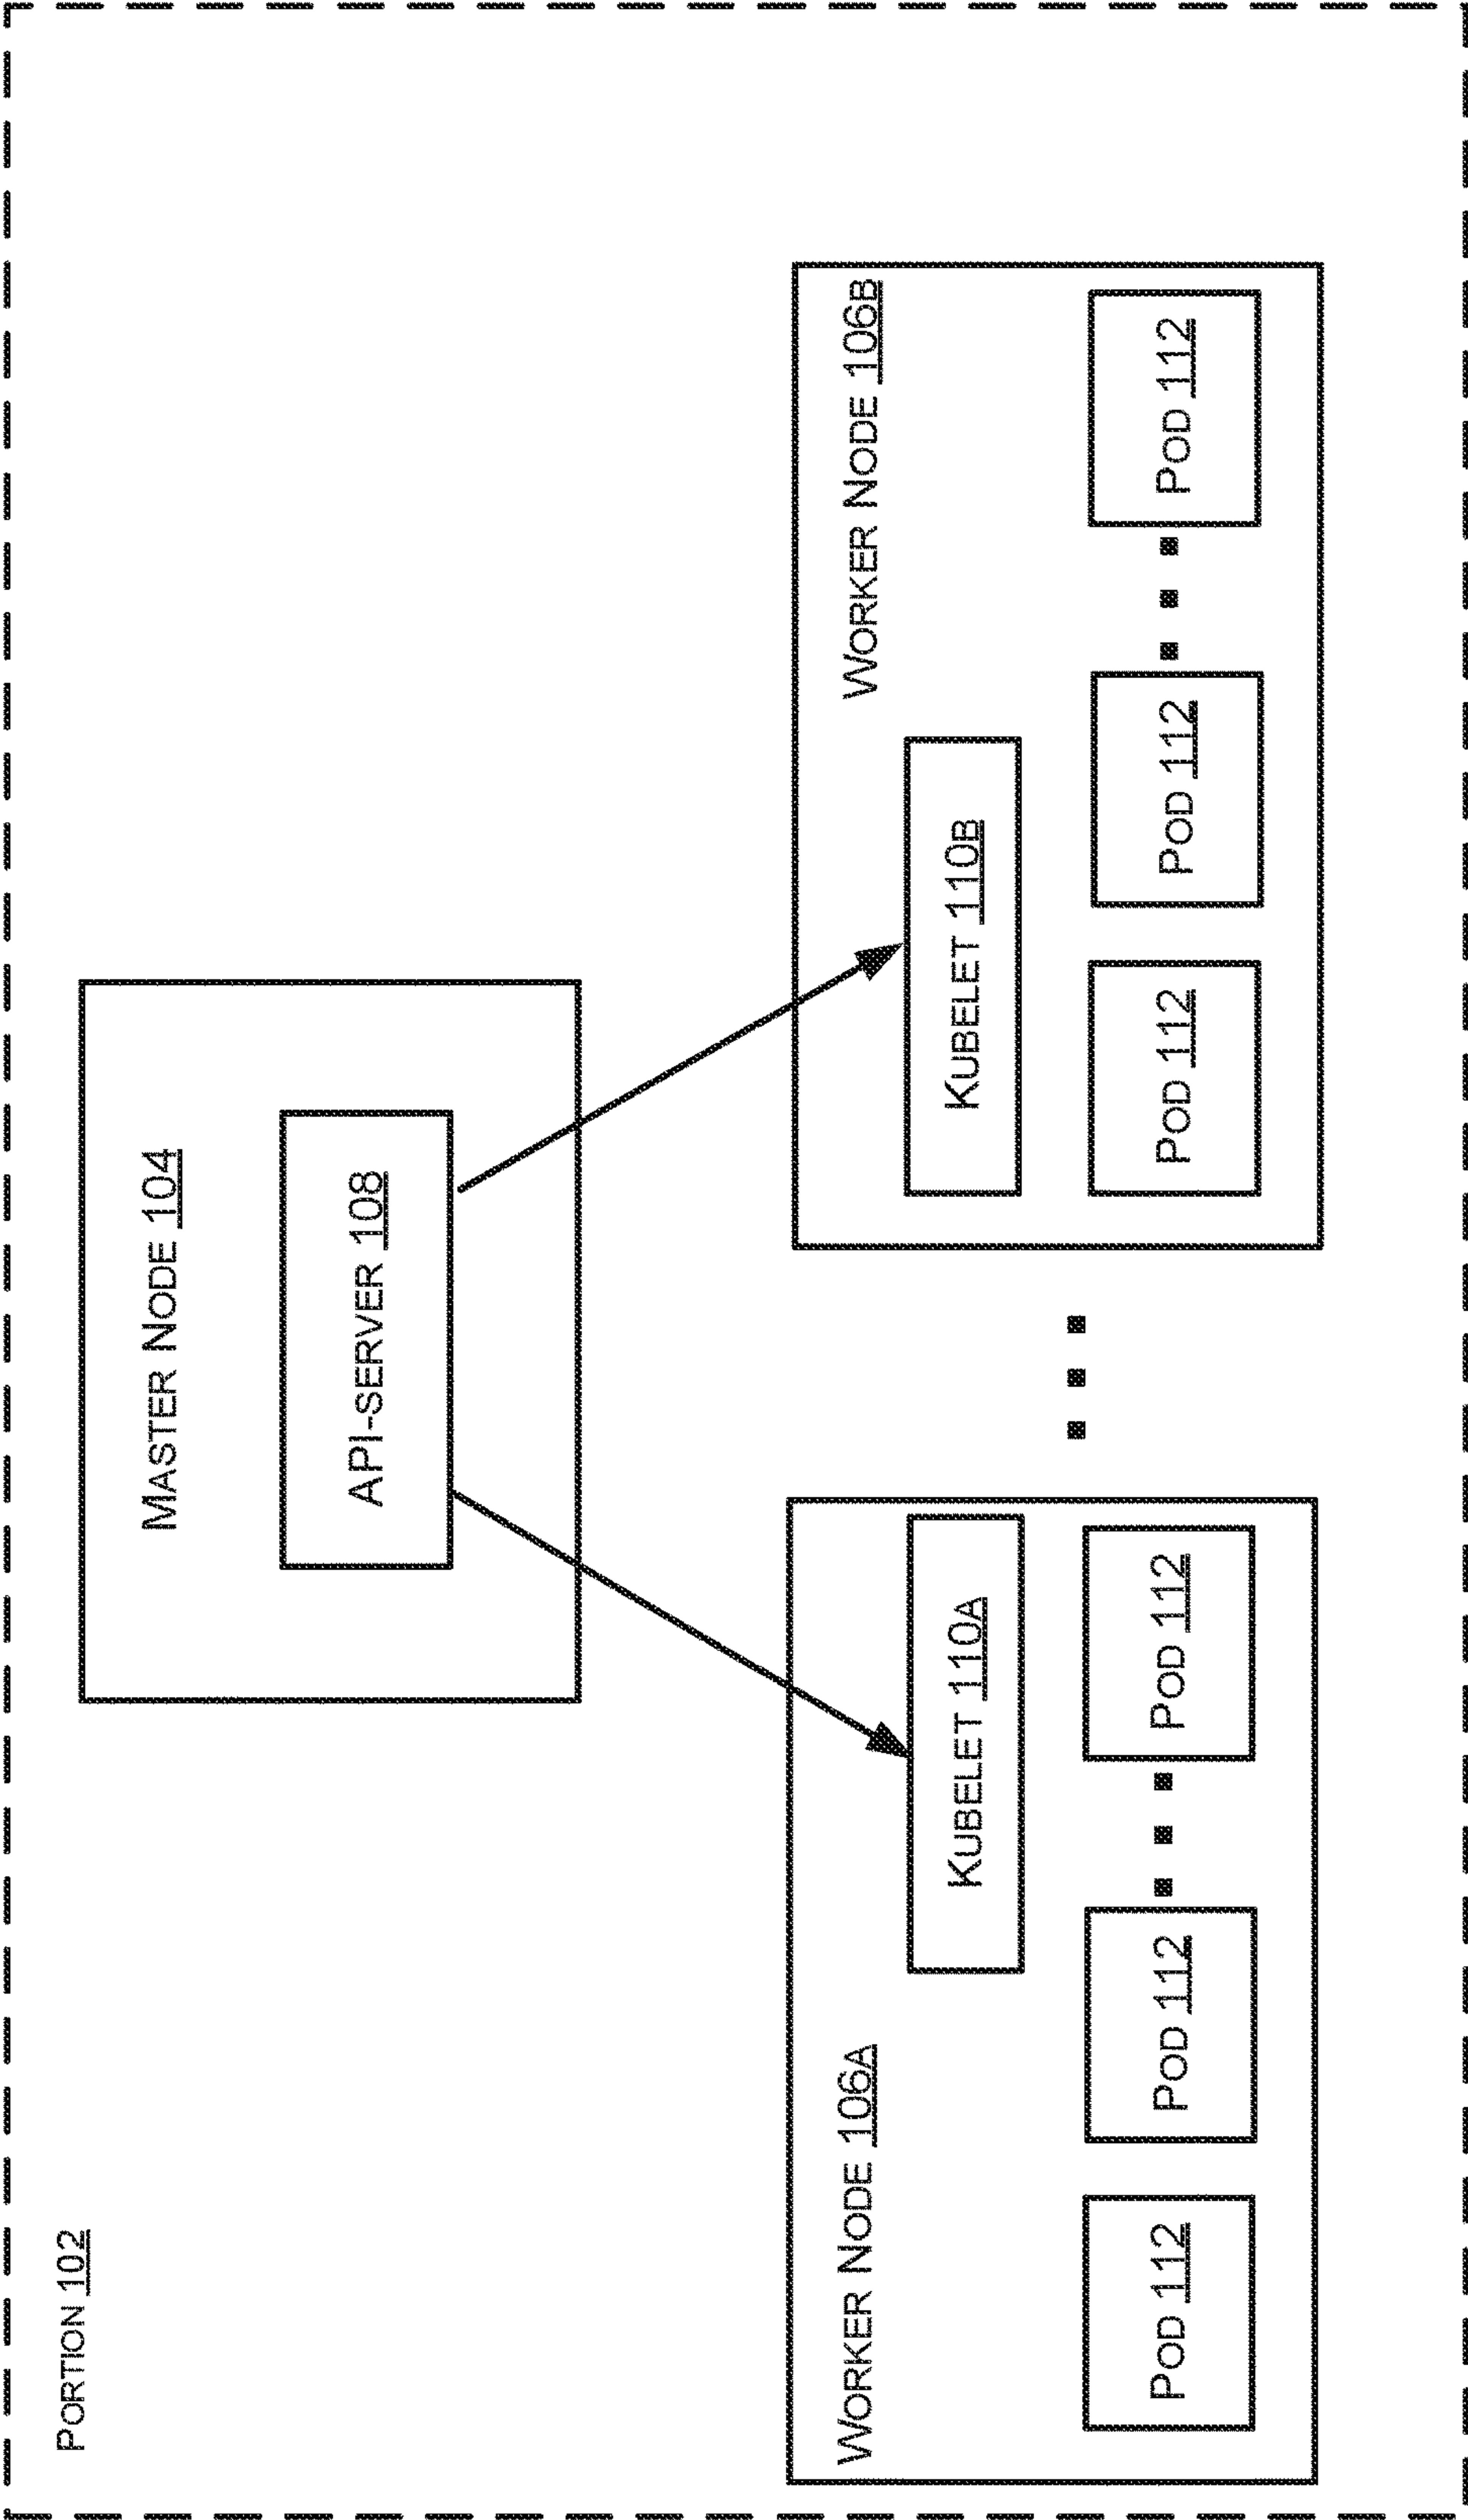 PORTION 102
MASTER NODE 104
API-SERVER 108
WORKER NODE 106A
KUBELET 110A
POD 112
POD 112
POD 112
WORKER NODE 106B
KUBELET 110B
POD 112
POD 112
POD 112